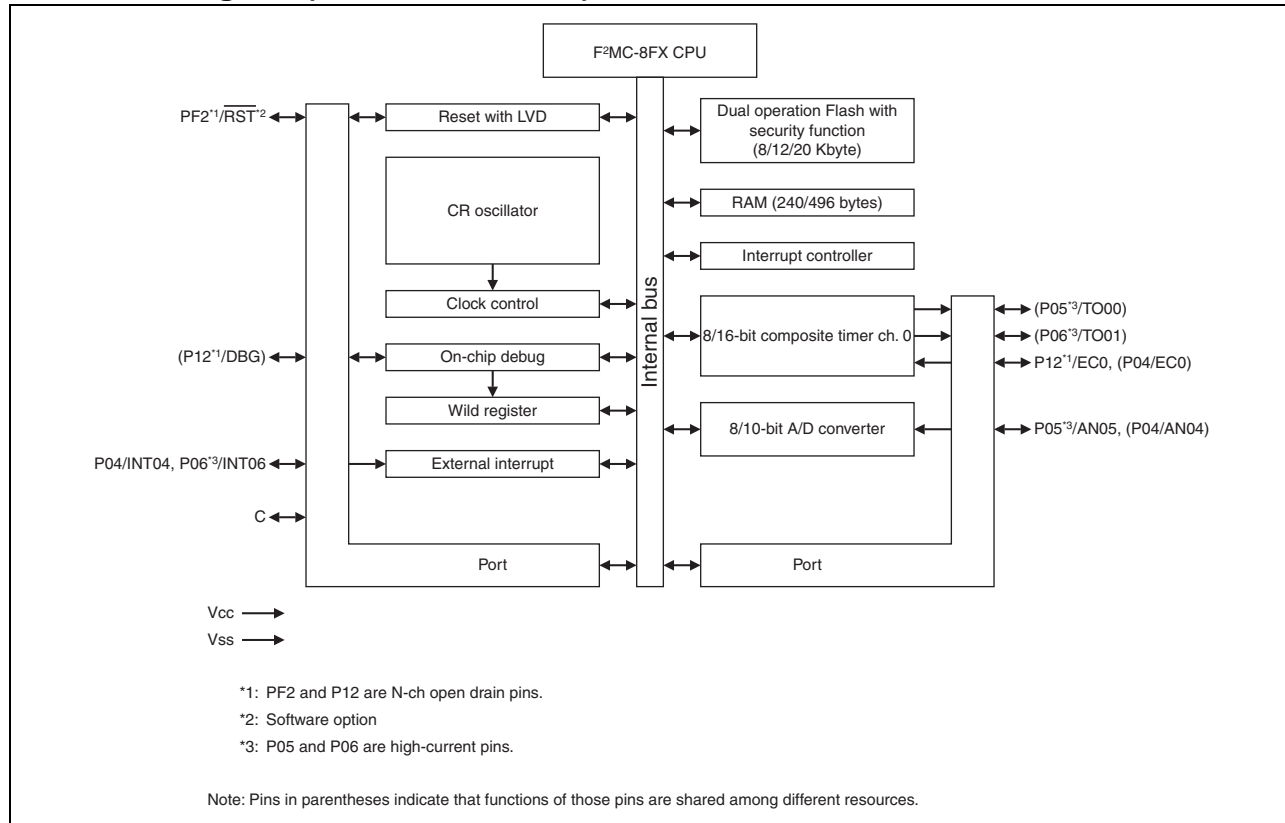 F²MC-8FX CPU
PF2*1/RST*2
Reset with LVD
Dual operation Flash with
security function
(8/12/20 Kbyte)
CR oscillator
RAM (240/496 bytes)
Interrupt controller
Clock control
Internal bus
8/16-bit composite timer ch. 0
(P05*3/TO00)
(P06*3/TO01)
P12*1/EC0, (P04/EC0)
(P12*1/DBG)
On-chip debug
Wild register
8/10-bit A/D converter
P05*3/AN05, (P04/AN04)
P04/INT04, P06*3/INT06
External interrupt
C
Port
Port
Vcc
Vss
*1: PF2 and P12 are N-ch open drain pins.
*2: Software option
*3: P05 and P06 are high-current pins.
Note: Pins in parentheses indicate that functions of those pins are shared among different resources.